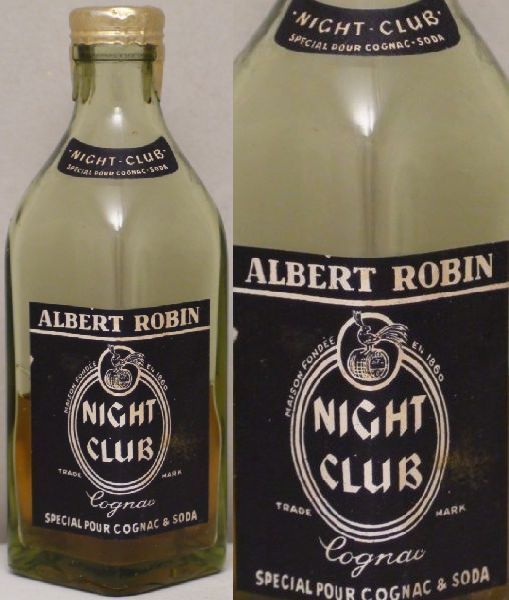 ·NIGHT·CLUB·
SPECIAL POUR COGNAC·SODA
ALBERT ROBIN
MAISON FONDÉE EN 1860
NIGHT
CLUB
TRADE MARK
Cognac
SPECIAL POUR COGNAC & SODA
·NIGHT·CLUB·
SPECIAL POUR COGNAC·SODA
ALBERT ROBIN
MAISON FONDÉE EN 1860
NIGHT
CLUB
TRADE MARK
Cognac
SPECIAL POUR COGNAC & SODA